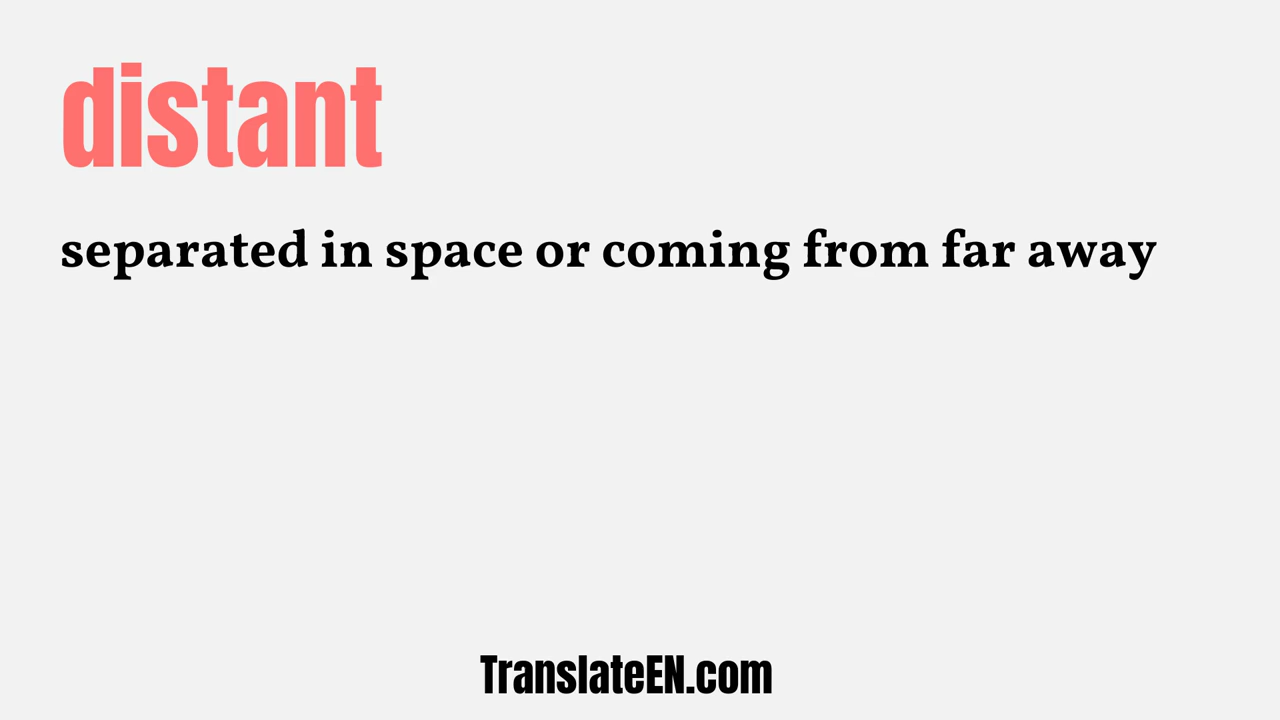 distant
separated in space or coming from far away
TranslateEN.com